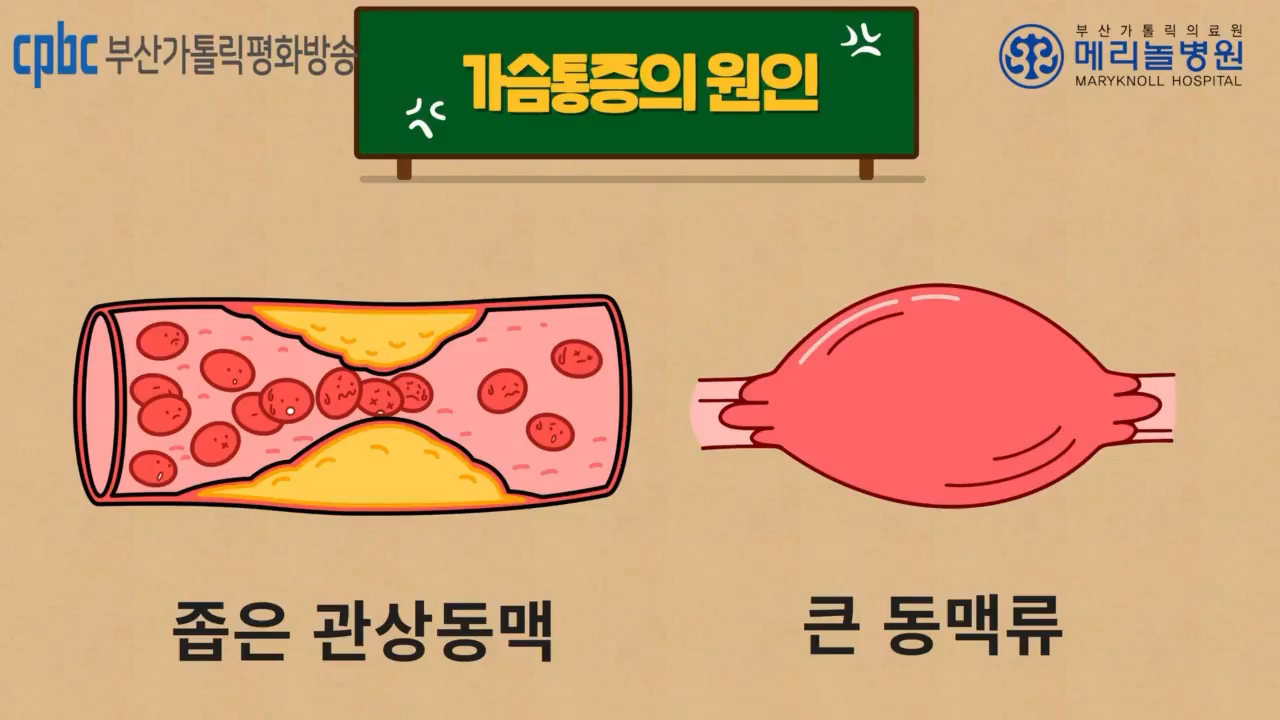 cpbc 부산가톨릭평화방송
가슴통증의 원인
부산가톨릭의료원
메리놀병원
MARYKNOLL HOSPITAL
좁은 관상동맥
큰 동맥류